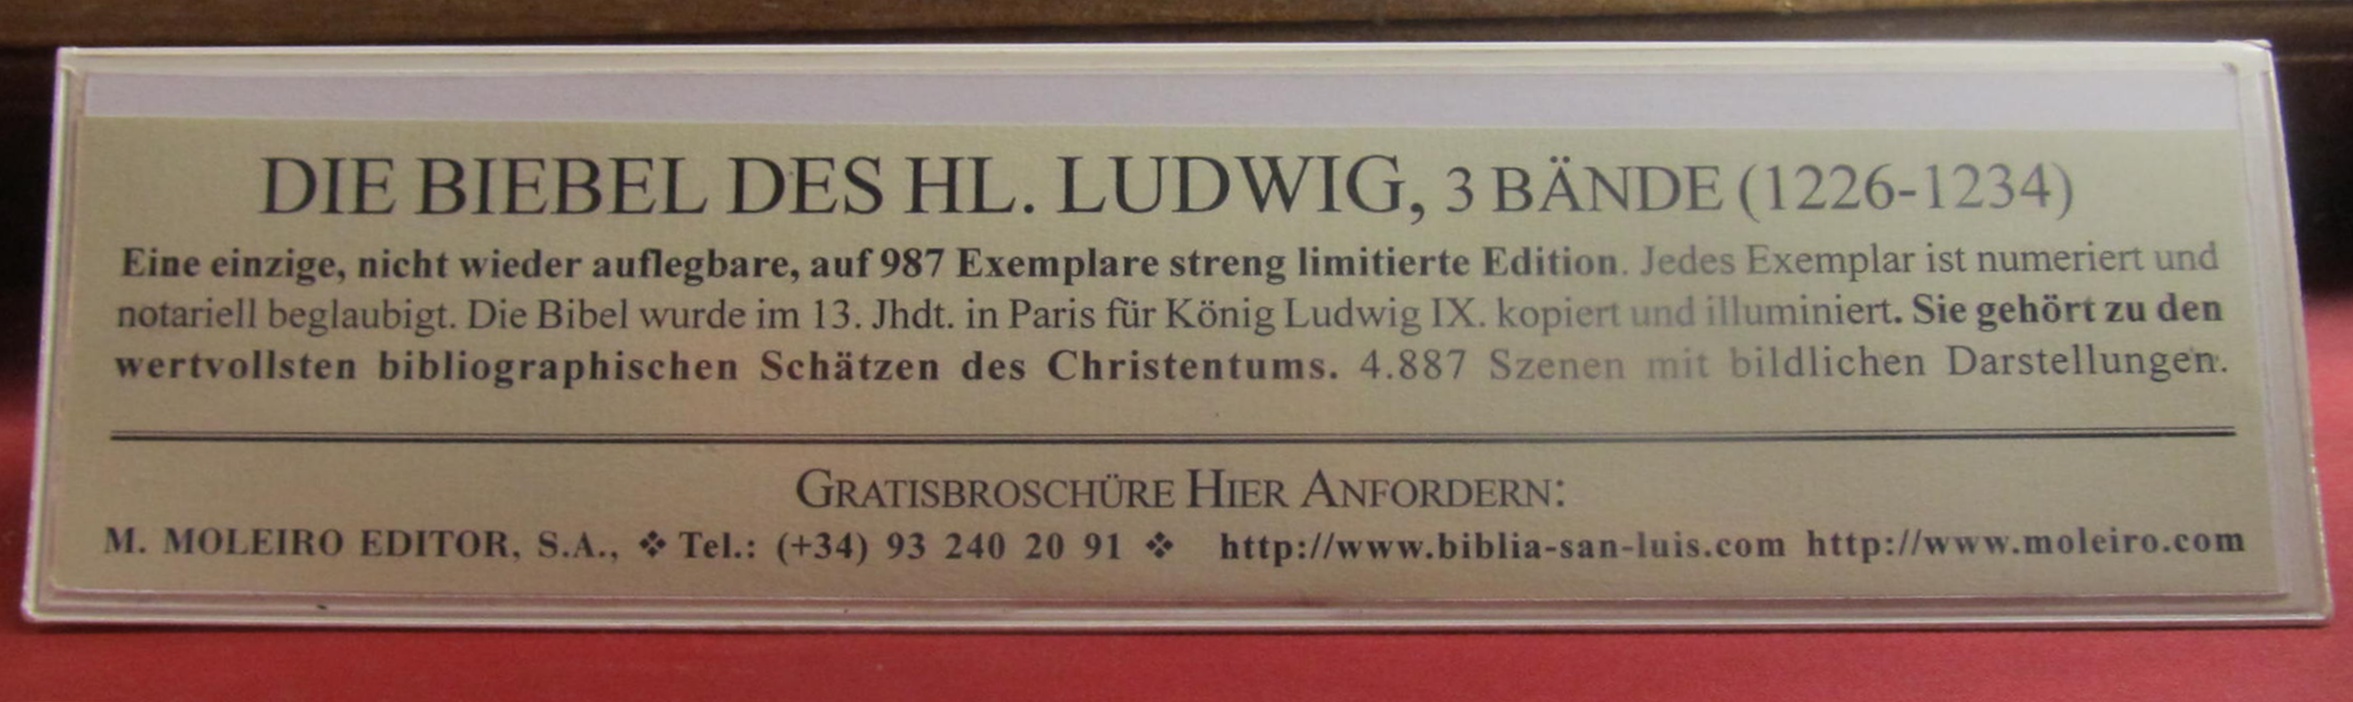 DIE BIEBEL DES HL. LUDWIG, 3 BÄNDE (1226-1234)
Eine einzige, nicht wieder auflegbare, auf 987 Exemplare streng limitierte Edition. Jedes Exemplar ist numeriert und
notariell beglaubigt. Die Bibel wurde im 13. Jhdt. in Paris für König Ludwig IX. kopiert und illuminiert. Sie gehört zu den
wertvollsten bibliographischen Schätzen des Christentums. 4.887 Szenen mit bildlichen Darstellungen.
GRATISBROSCHÜRE HIER ANFORDERN:
M. MOLEIRO EDITOR, S.A., ❖ Tel.: (+34) 93 240 20 91 ❖ http://www.biblia-san-luis.com http://www.moleiro.com